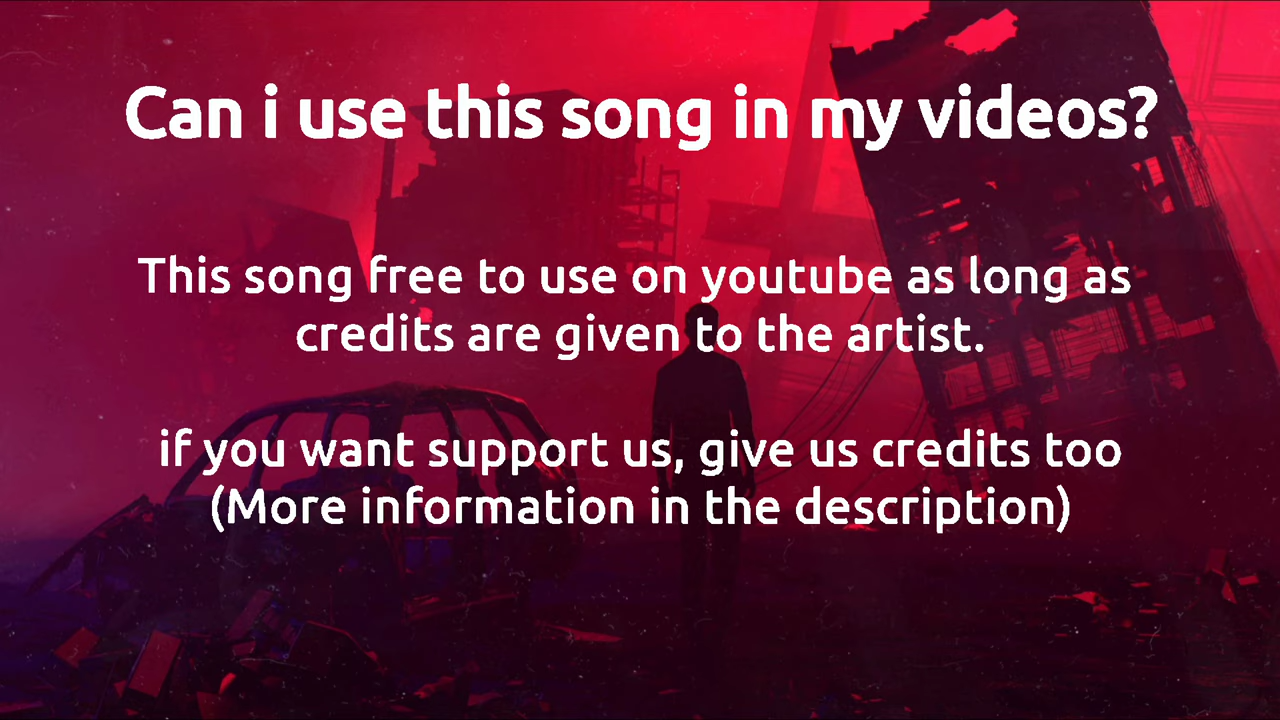 Can i use this song in my videos?
This song free to use on youtube as long as
credits are given to the artist.
if you want support us, give us credits too
(More information in the description)